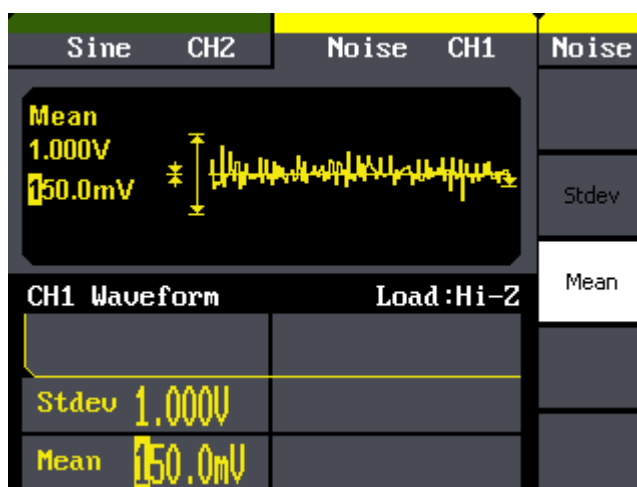 Sine CH2 Noise CH1 Noise
Mean
1.000V
150.0mV
Stdev
Mean
CH1 Waveform Load:Hi-Z
Stdev 1.000V
Mean 150.0mV